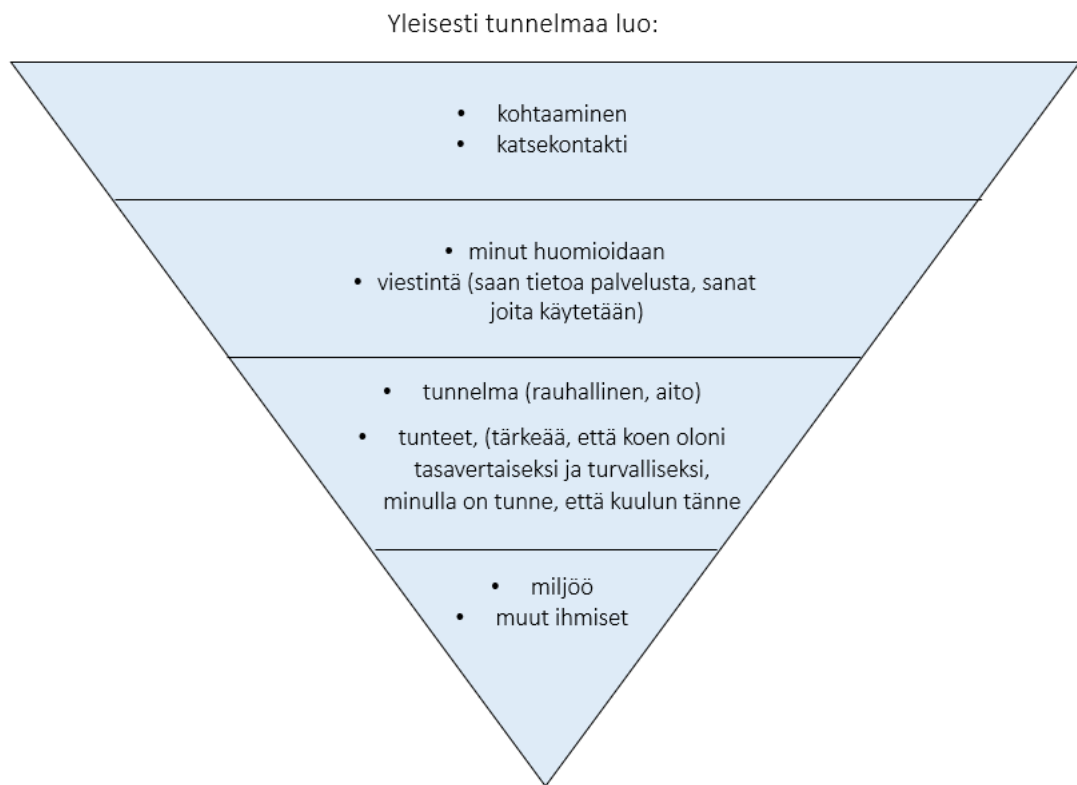 Yleisesti tunnelmaa luo:
• kohtaaminen
• katsekontakti
• minut huomioidaan
• viestintä (saan tietoa palvelusta, sanat
joita käytetään)
• tunnelma (rauhallinen, aito)
• tunteet, (tärkeää, että koen oloni
tasavertaiseksi ja turvalliseksi,
minulla on tunne, että kuulun tänne
• miljöö
• muut ihmiset